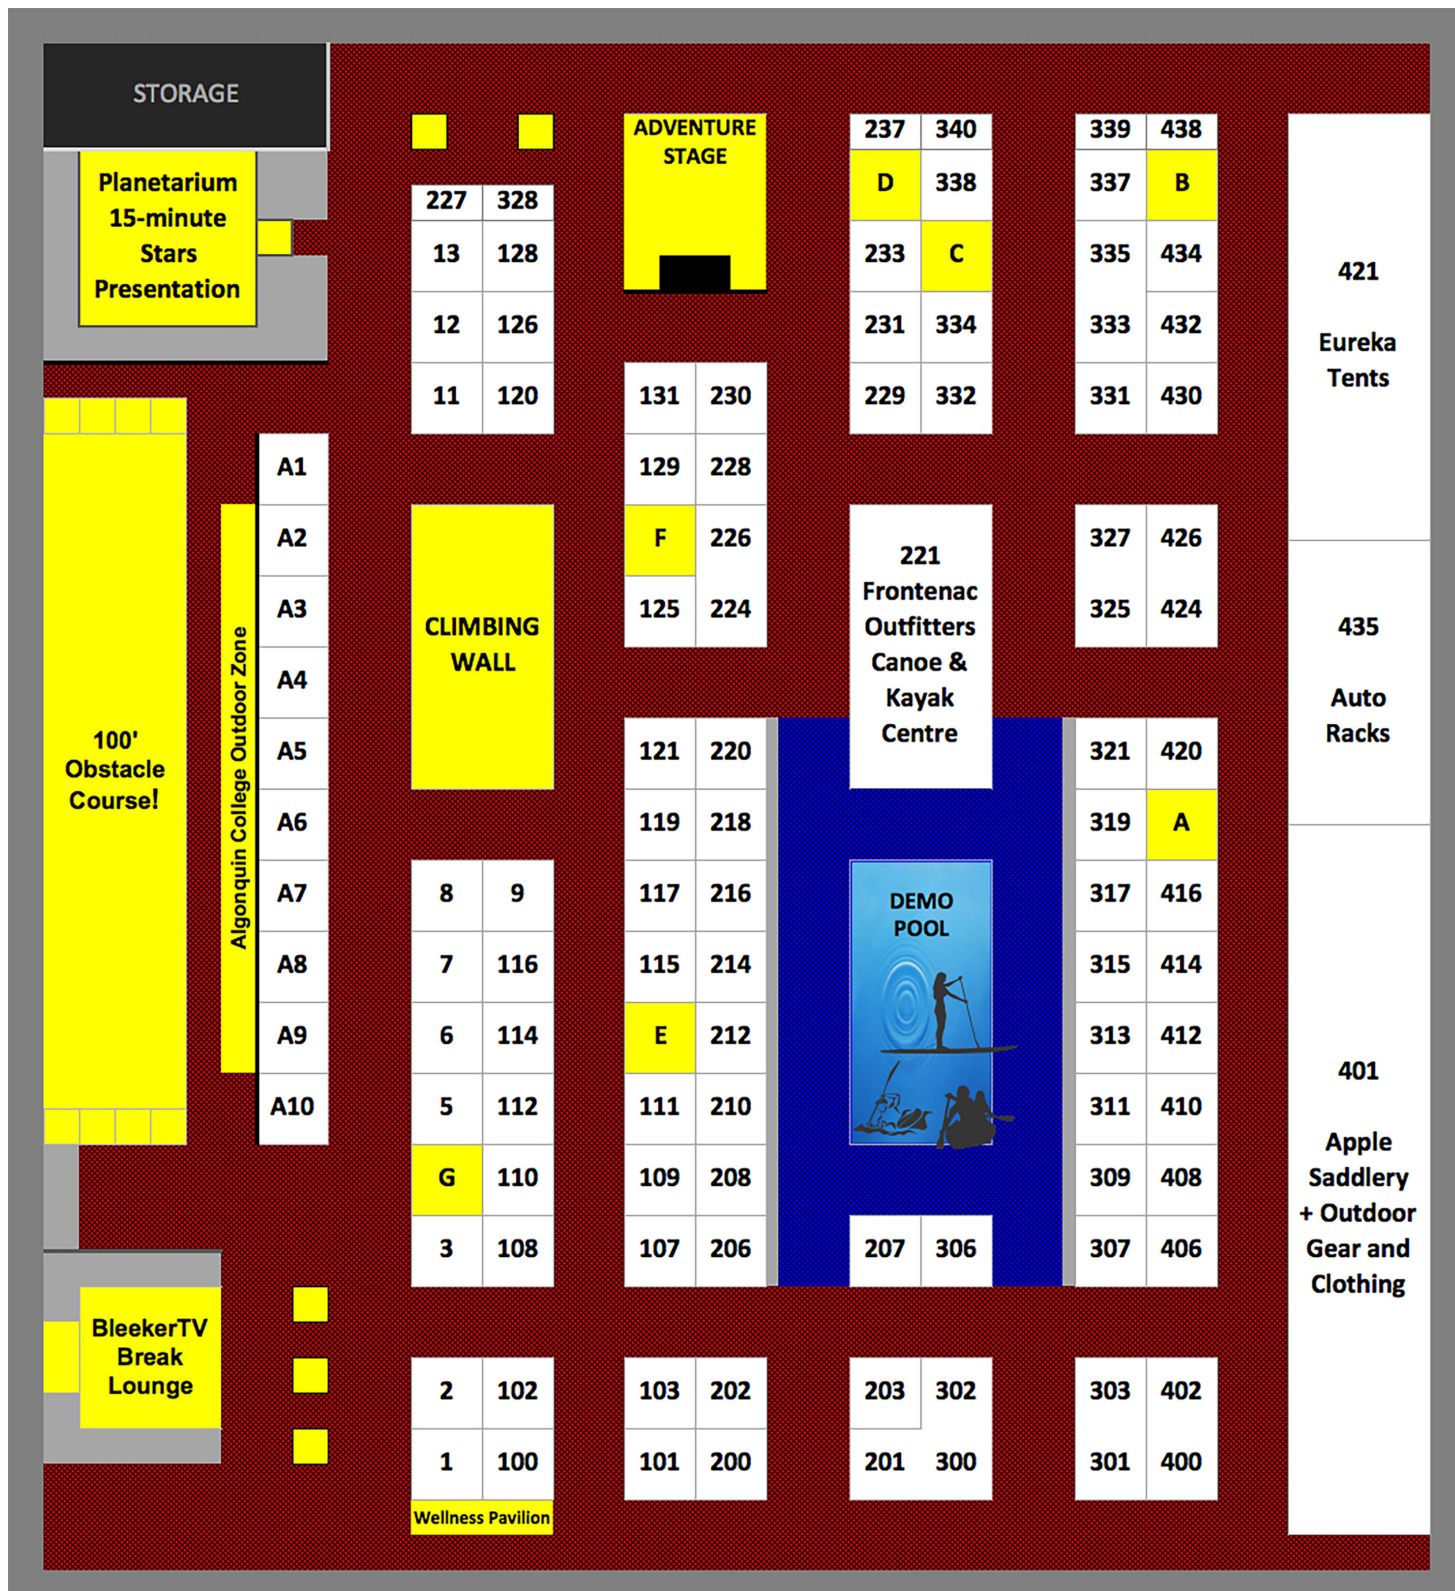 STORAGE
Planetarium
15-minute
Stars
Presentation
ADVENTURE
STAGE
237 340
D 338
233 C
231 334
229 332
339 438
337 B
335 434
333 432
331 430
227 328
13 128
12 126
11 120
131 230
129 228
F 226
125 224
421
Eureka
Tents
A1
A2
A3
A4
A5
A6
A7
A8
A9
A10
Algonquin College Outdoor Zone
100'
Obstacle
Course!
CLIMBING
WALL
221
Frontenac
Outfitters
Canoe &
Kayak
Centre
327 426
325 424
435
Auto
Racks
8 9
7 116
6 114
5 112
G 110
3 108
121 220
119 218
117 216
115 214
E 212
111 210
109 208
107 206
DEMO
POOL
207 306
321 420
319 A
317 416
315 414
313 412
311 410
309 408
307 406
401
Apple
Saddlery
+ Outdoor
Gear and
Clothing
BleekerTV
Break
Lounge
2 102
1 100
Wellness Pavilion
103 202
101 200
203 302
201 300
303 402
301 400